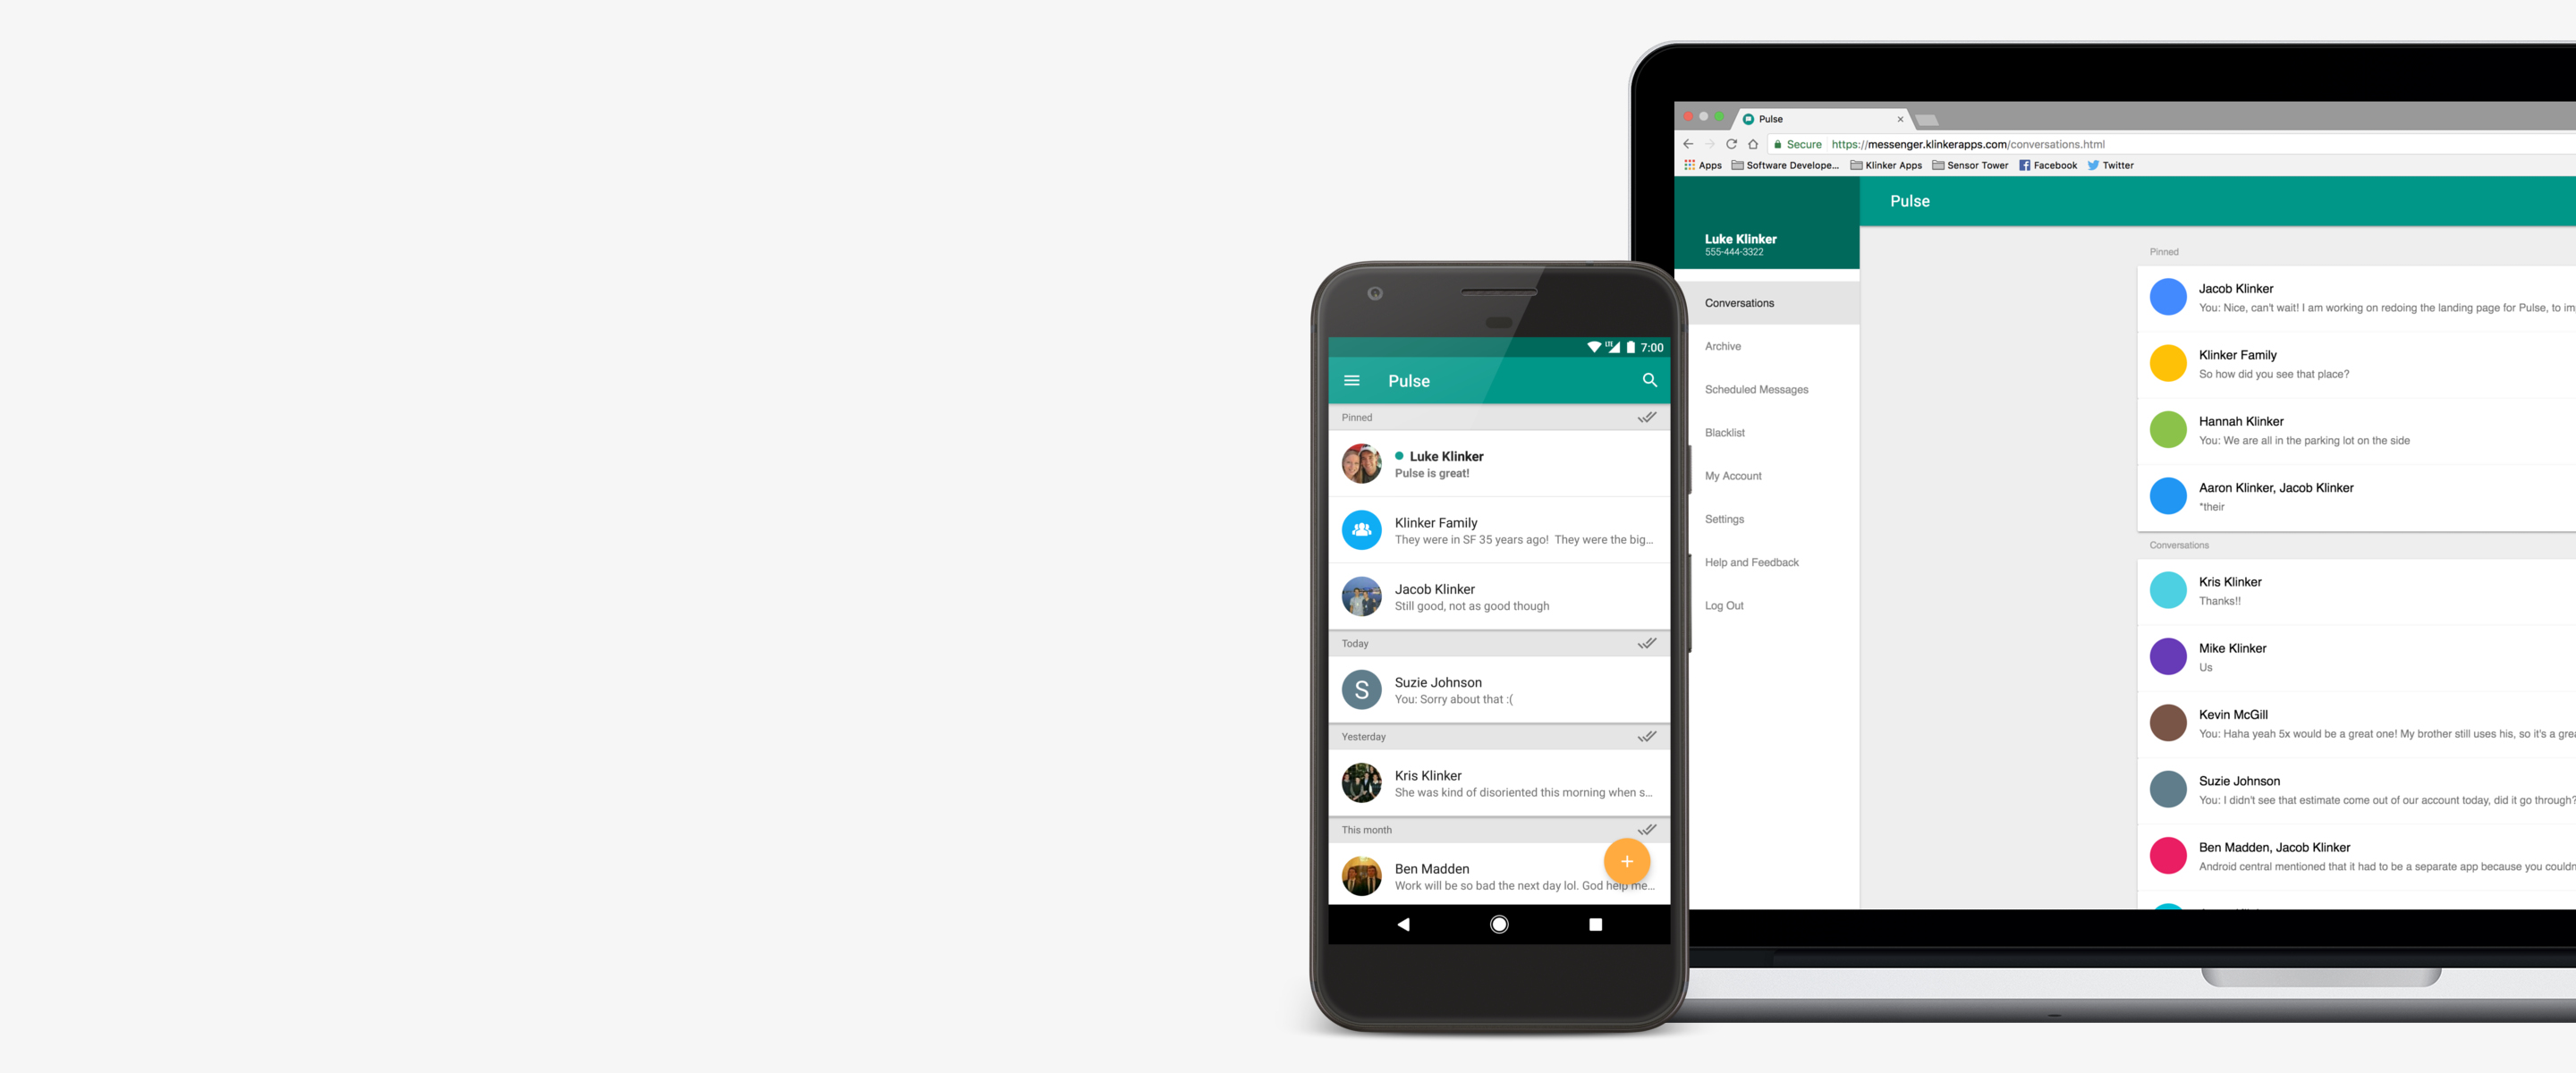 7:00
Pulse
Pinned
Luke Klinker
Pulse is great!
Klinker Family
They were in SF 35 years ago! They were the big...
Jacob Klinker
Still good, not as good though
Today
S
Suzie Johnson
You: Sorry about that :(
Yesterday
Kris Klinker
She was kind of disoriented this morning when s...
This month
Ben Madden
Work will be so bad the next day lol. God help me...
Pulse
Secure https://messenger.klinkerapps.com/conversations.html
Apps Software Develope... Klinker Apps Sensor Tower Facebook Twitter
Luke Klinker
555-444-3322
Conversations
Archive
Scheduled Messages
Blacklist
My Account
Settings
Help and Feedback
Log Out
Pulse
Pinned
Jacob Klinker
You: Nice, can't wait! I am working on redoing the landing page for Pulse, to im
Klinker Family
So how did you see that place?
Hannah Klinker
You: We are all in the parking lot on the side
Aaron Klinker, Jacob Klinker
*their
Conversations
Kris Klinker
Thanks!!
Mike Klinker
Us
Kevin McGill
You: Haha yeah 5x would be a great one! My brother still uses his, so it's a grea
Suzie Johnson
You: I didn't see that estimate come out of our account today, did it go through?
Ben Madden, Jacob Klinker
Android central mentioned that it had to be a separate app because you couldn